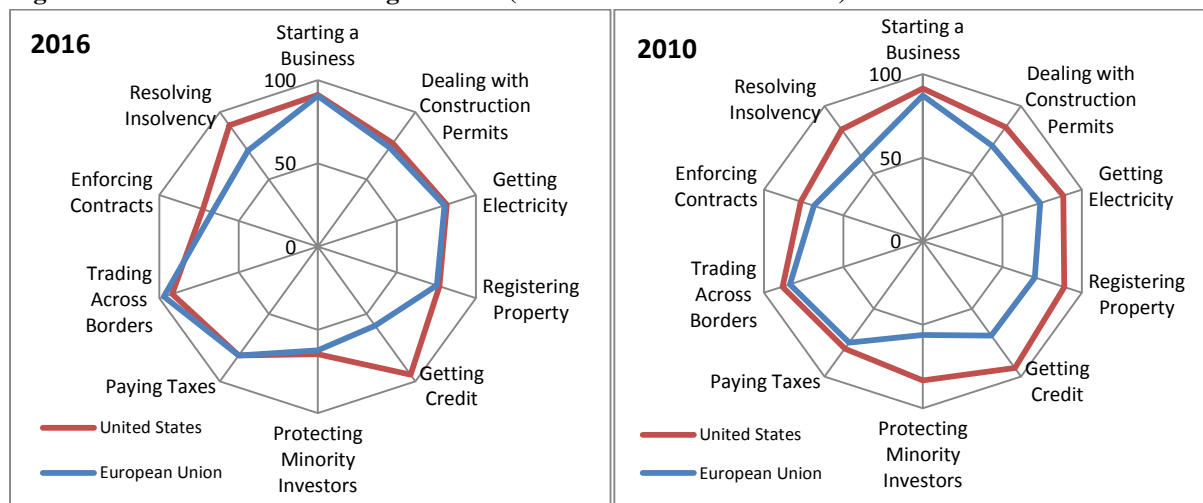 2016
Starting a
Business
100
Dealing with
Construction
Permits
Resolving
Insolvency
50
Enforcing
Contracts
Getting
Electricity
0
Trading
Across
Borders
Registering
Property
Paying Taxes
Getting
Credit
Protecting
Minority
Investors
United States
European Union
2010
Starting a
Business
100
Dealing with
Construction
Permits
Resolving
Insolvency
50
Enforcing
Contracts
Getting
Electricity
0
Trading
Across
Borders
Registering
Property
Paying Taxes
Getting
Credit
Protecting
Minority
Investors
United States
European Union